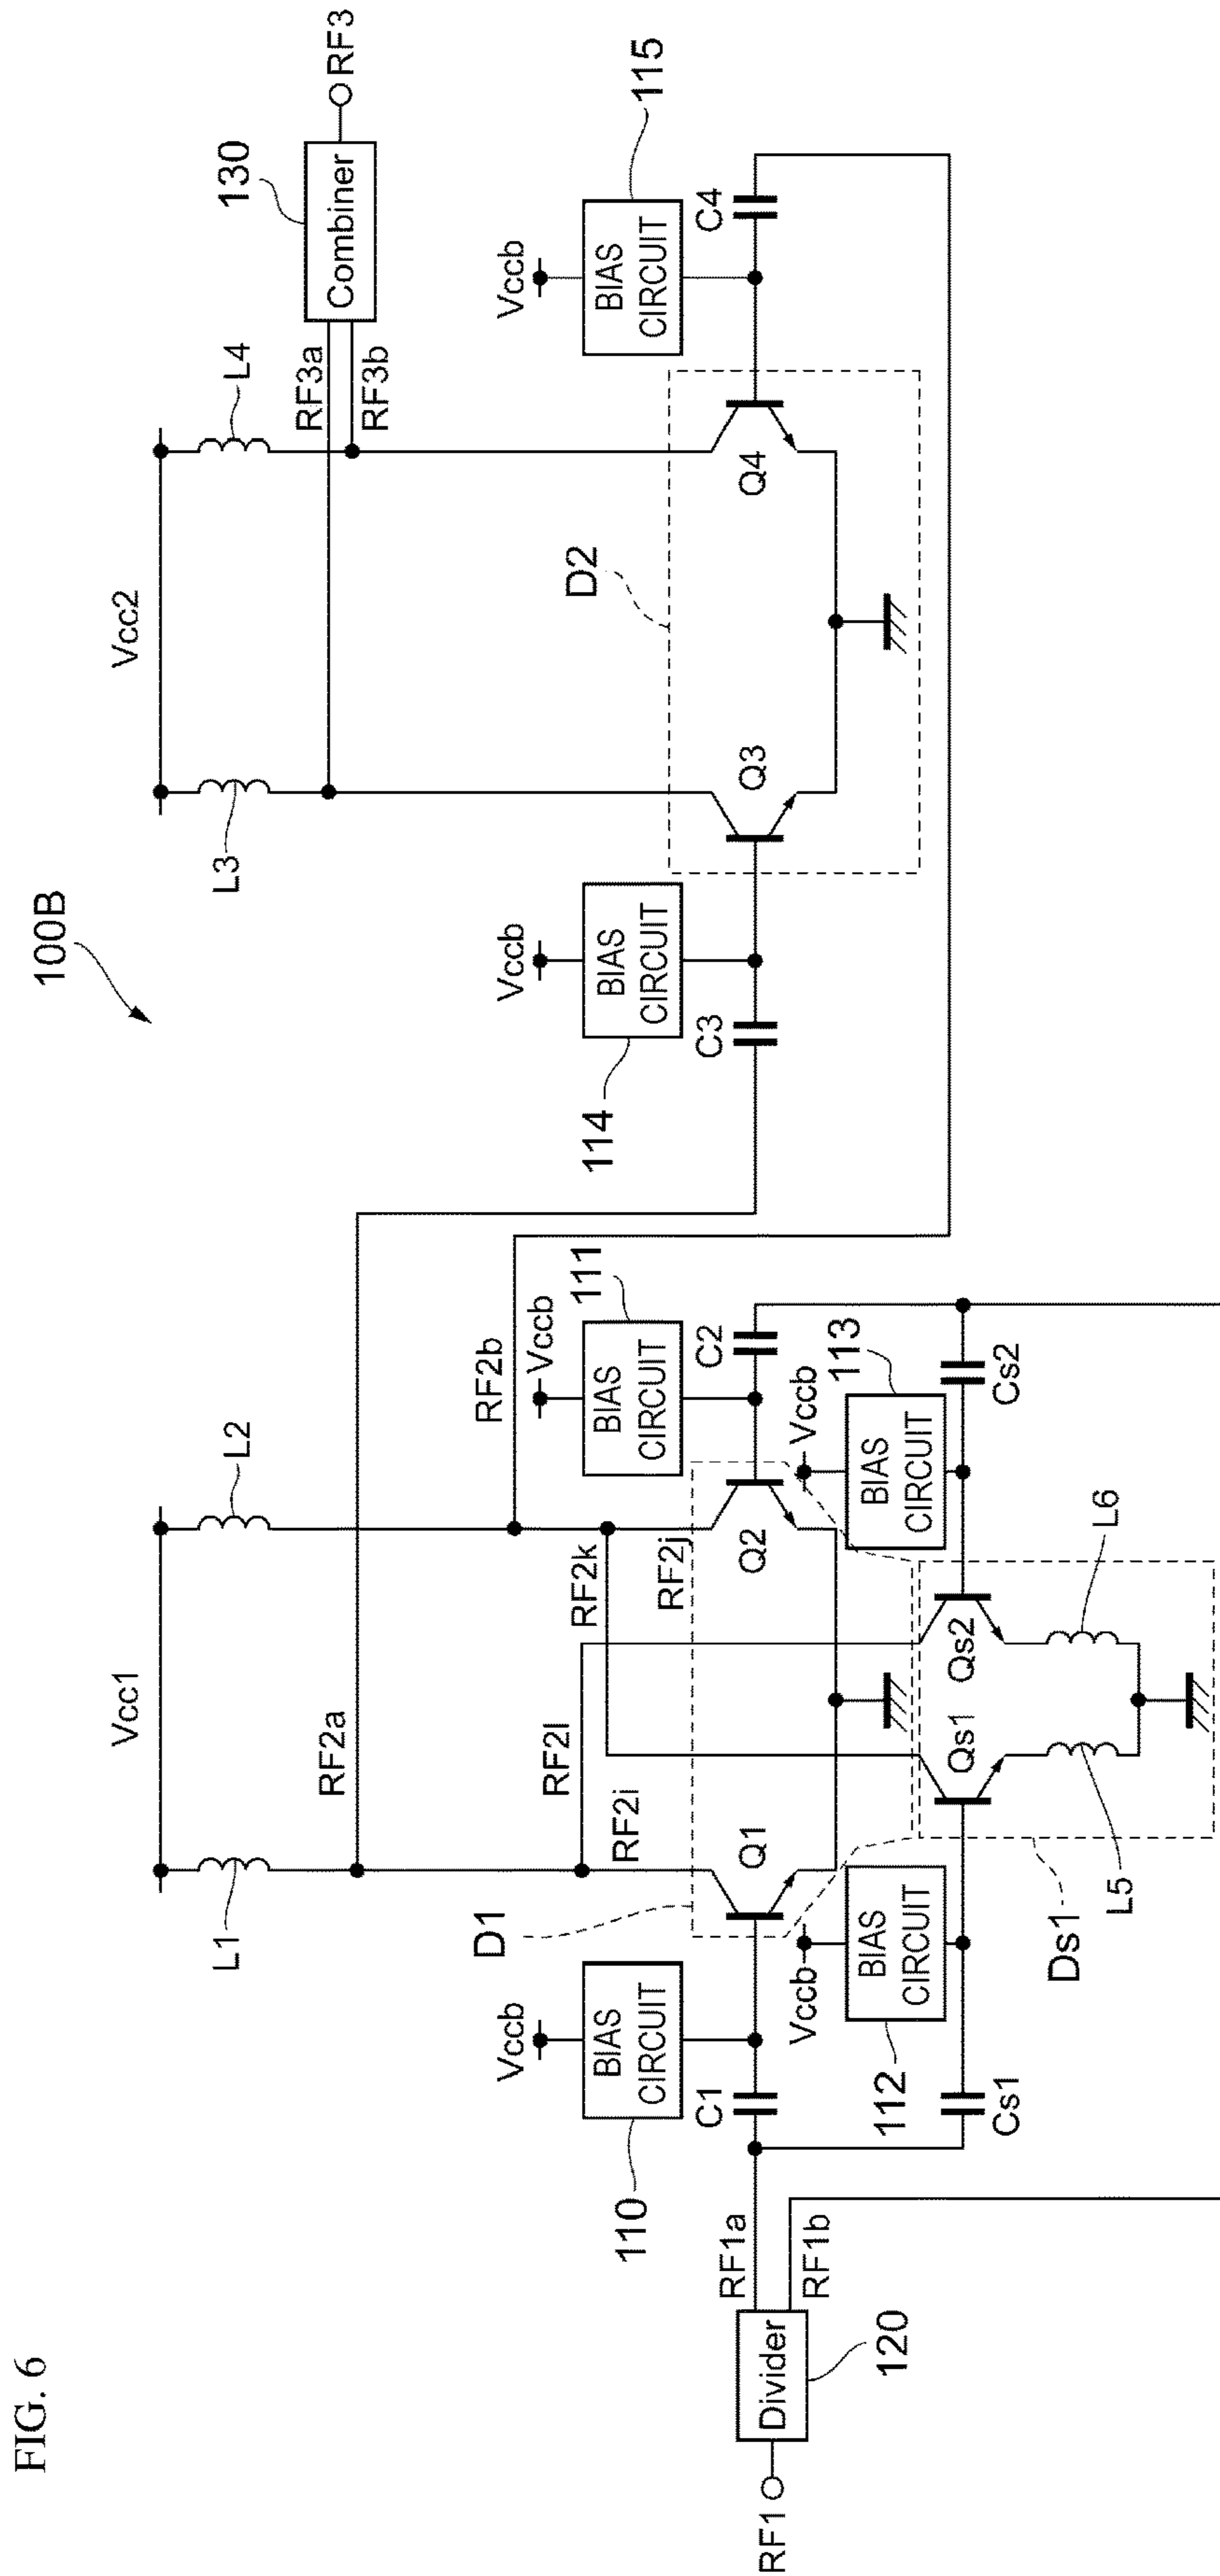 FIG. 6
100B
Vcc1
Vcc2
L1
L2
L3
L4
130
Combiner
RF3
RF3a
RF3b
RF2a
RF2b
RF2l
RF2k
RF2i
RF2j
Vccb
BIAS
CIRCUIT
110
C1
D1
Q1
Q2
Vccb
BIAS
CIRCUIT
111
C2
Vccb
BIAS
CIRCUIT
114
C3
D2
Q3
Q4
Vccb
BIAS
CIRCUIT
115
C4
RF1
Divider
120
RF1a
RF1b
Vccb
BIAS
CIRCUIT
112
Cs1
Qs1
Qs2
Vccb
BIAS
CIRCUIT
113
Cs2
L5
L6
Ds1